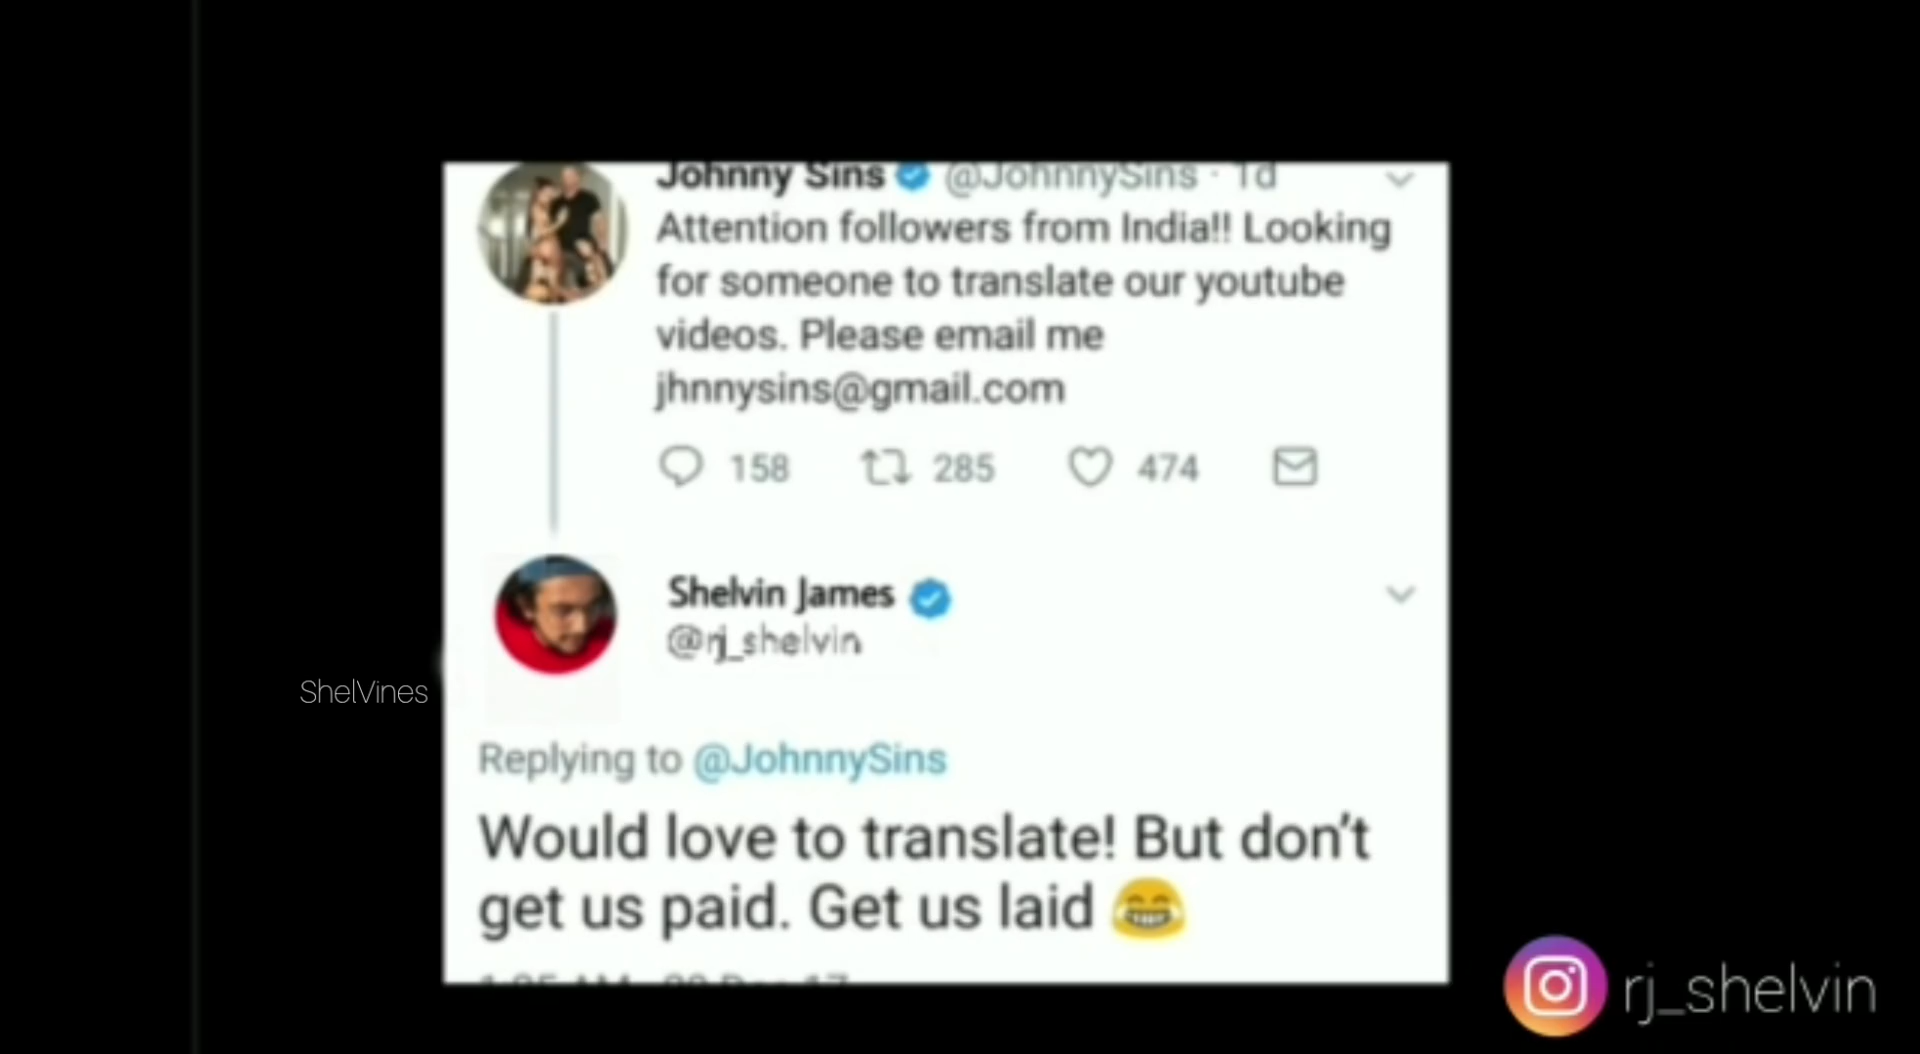 Johnny Sins @JohnnySins · 1d
Attention followers from India!! Looking
for someone to translate our youtube
videos. Please email me
jhnnysins@gmail.com
158 285 474
Shelvin James
@rj_shelvin
ShelVines
Replying to @JohnnySins
Would love to translate! But don't
get us paid. Get us laid 😂
rj_shelvin